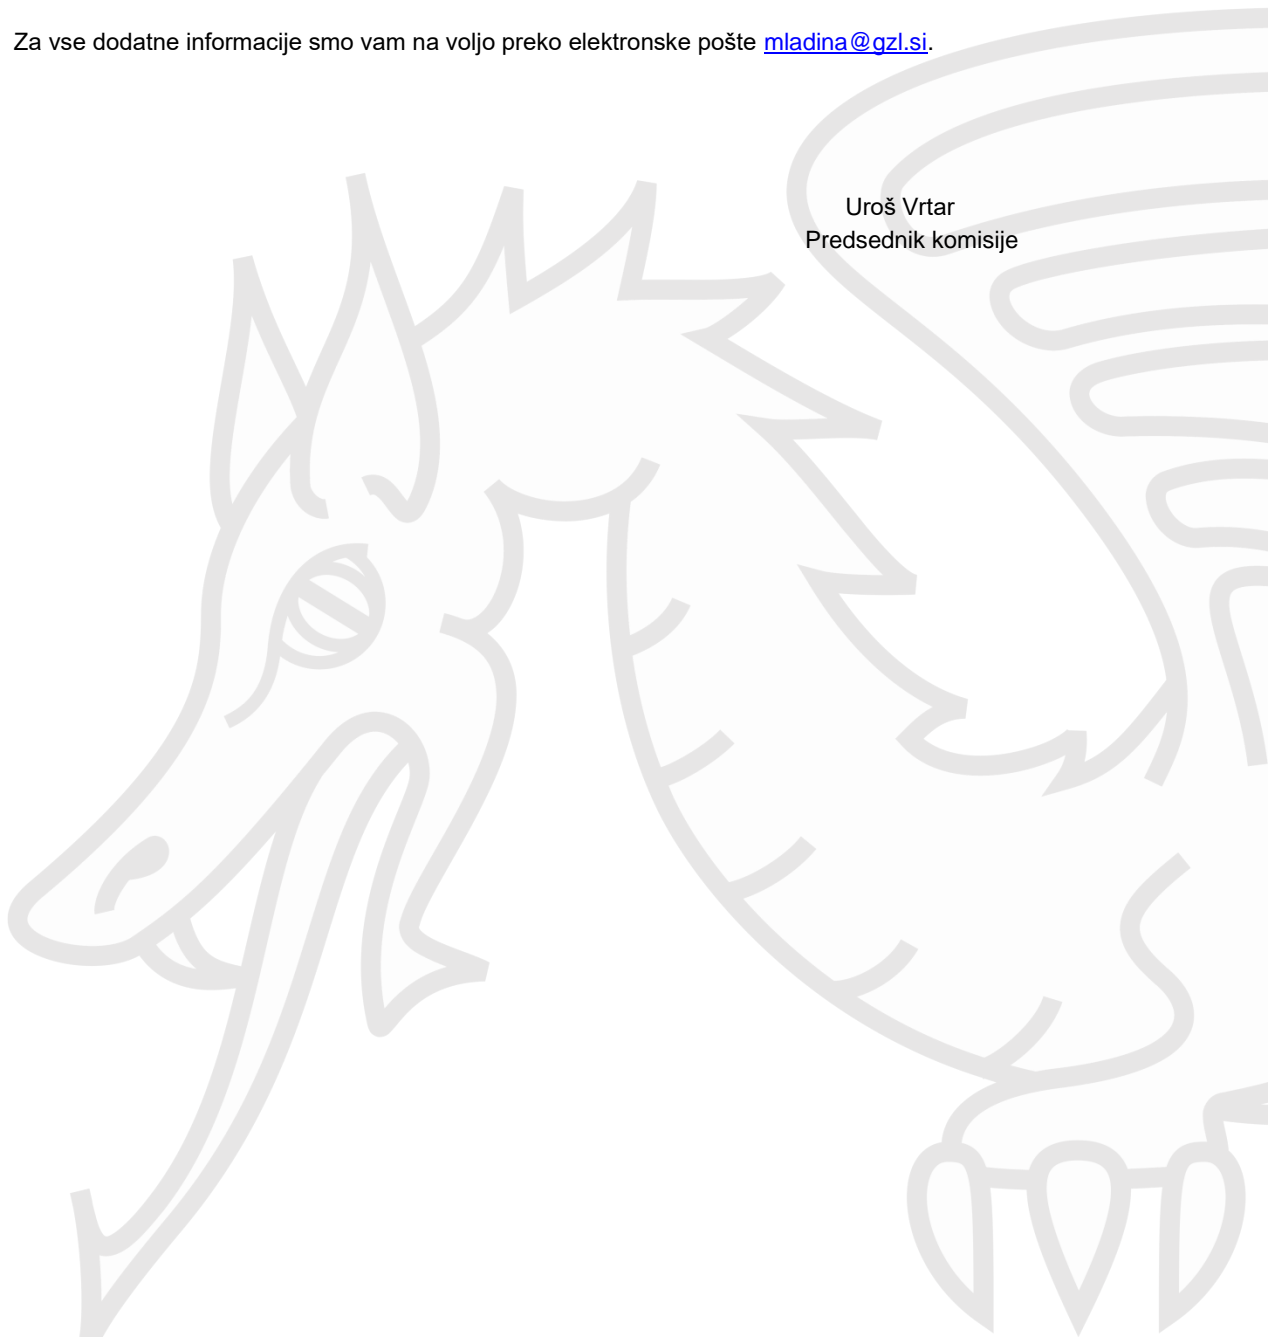 Za vse dodatne informacije smo vam na voljo preko elektronske pošte mladina@gzl.si.
Uroš Vrtar
Predsednik komisije